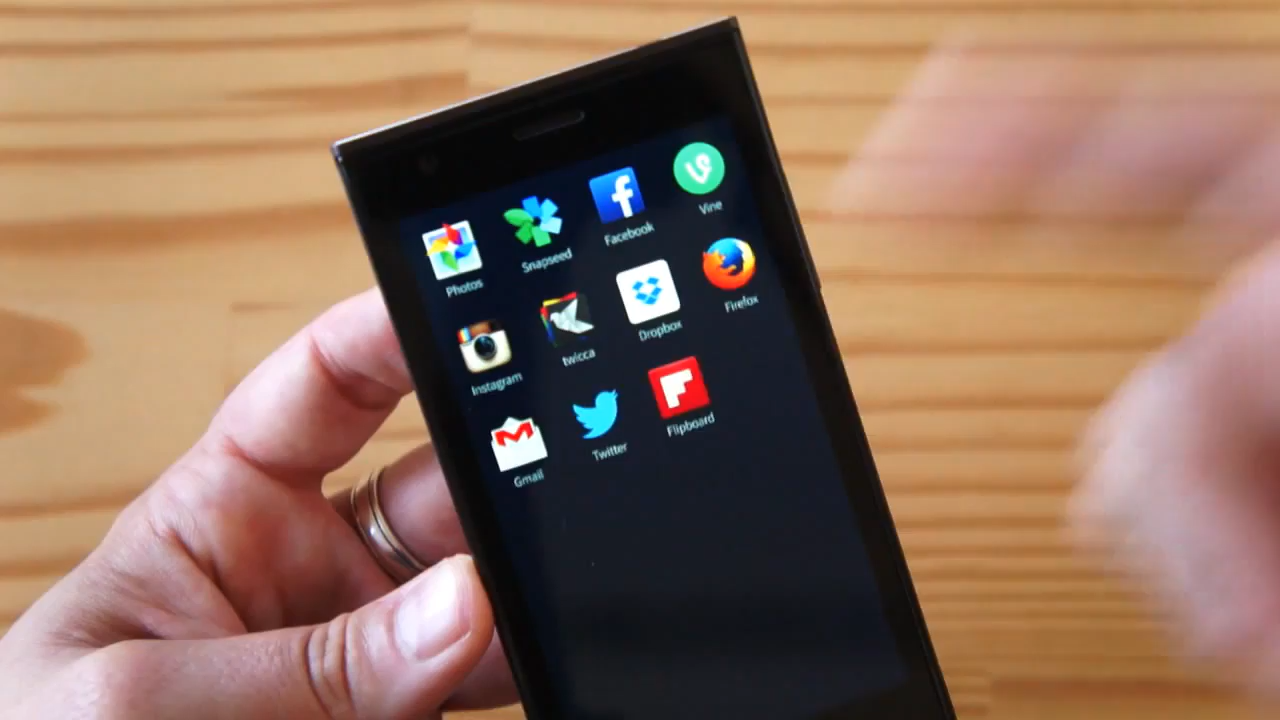 Photos
Snapseed
Facebook
Vine
Instagram
twicca
Dropbox
Firefox
Gmail
Twitter
Flipboard